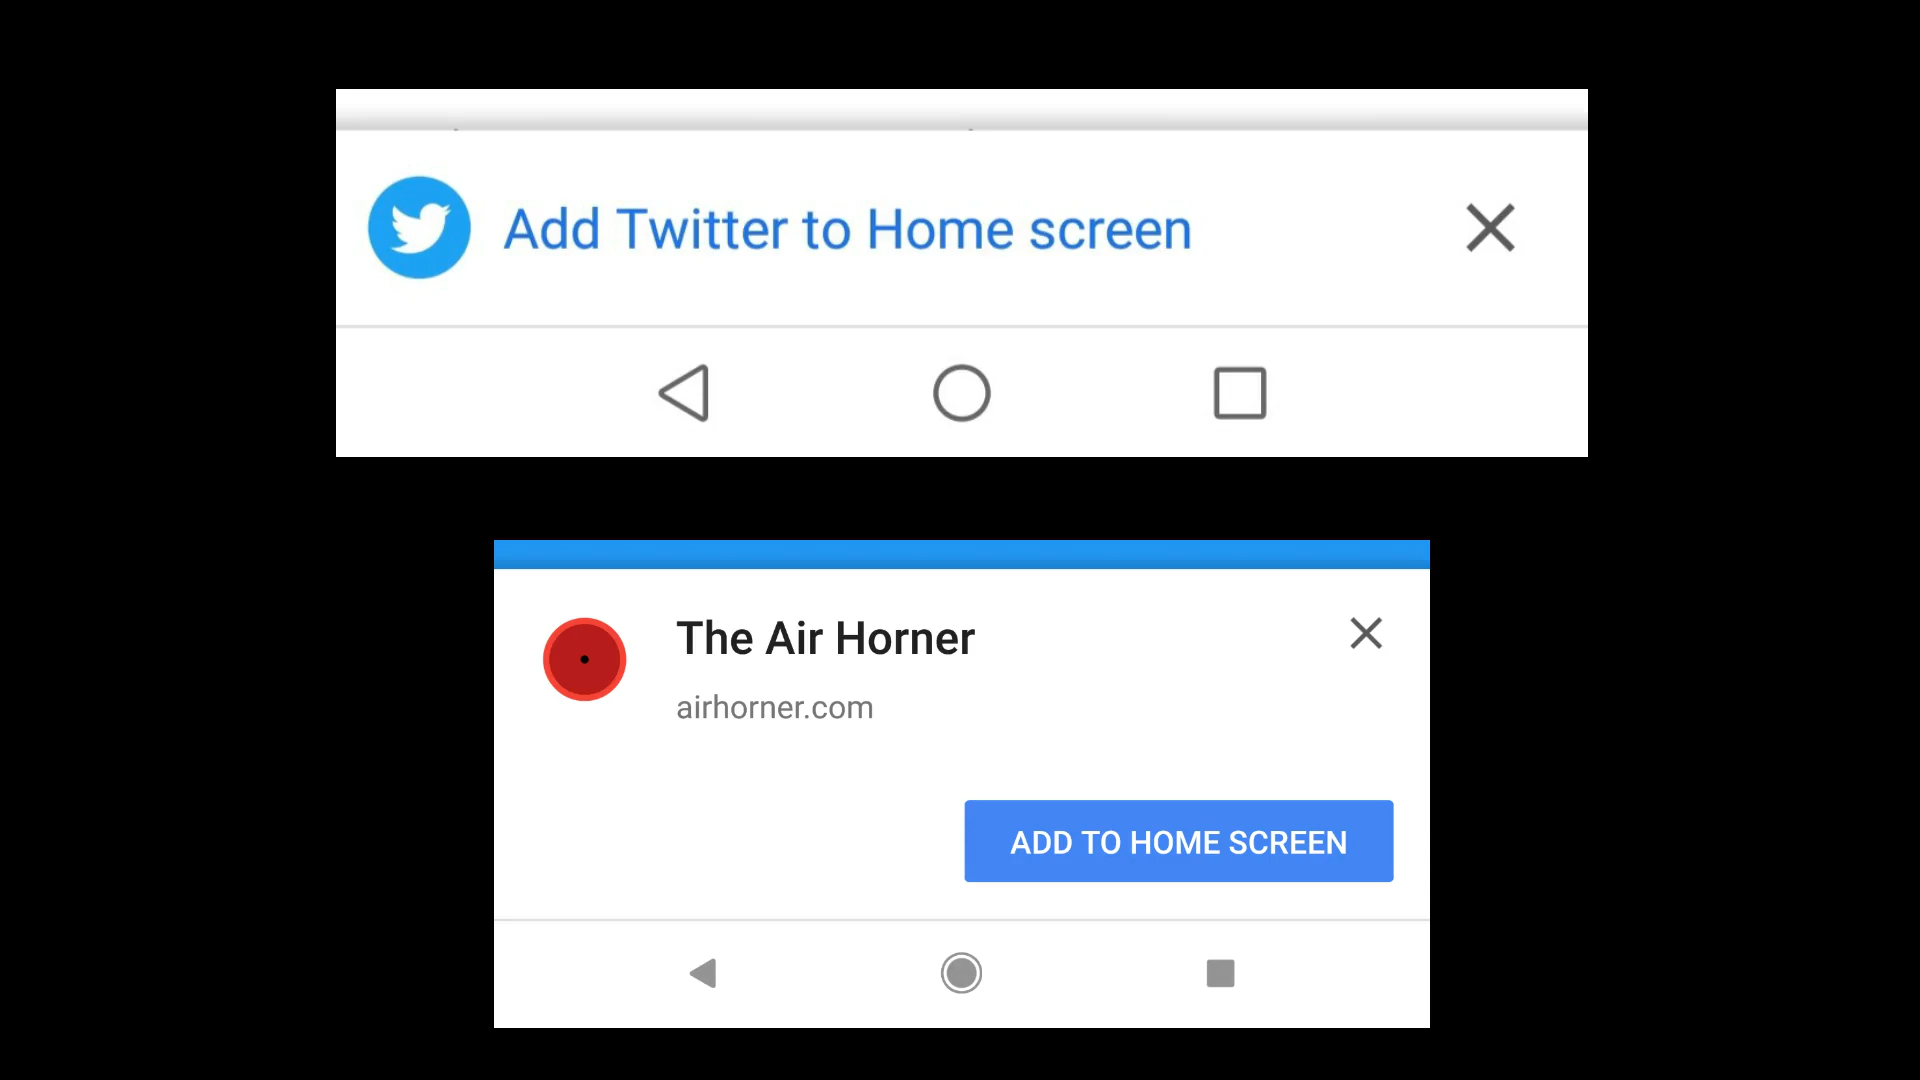 Add Twitter to Home screen
The Air Horner
airhorner.com
ADD TO HOME SCREEN